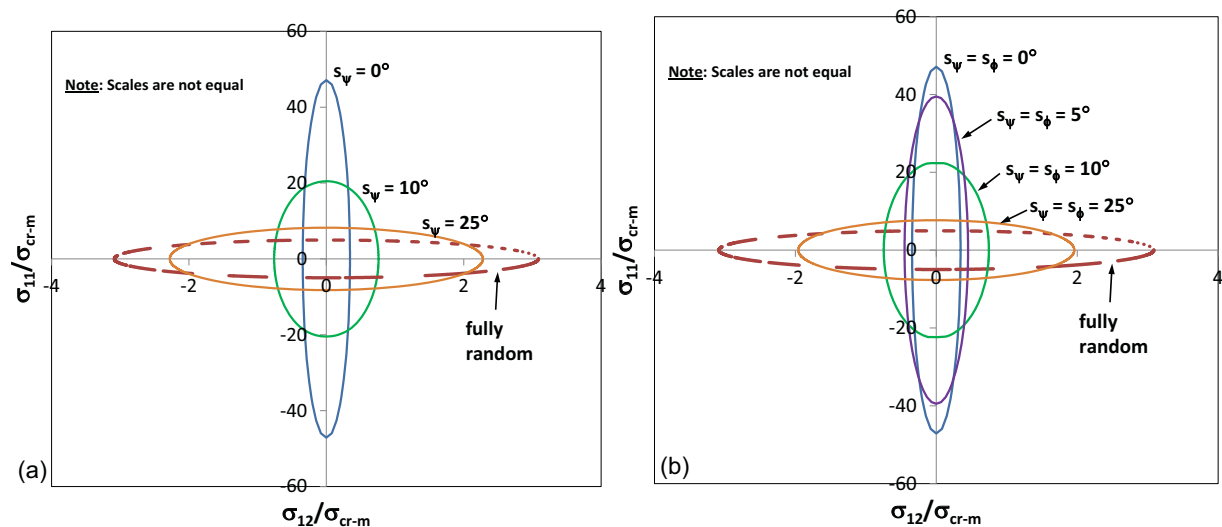 60
40
20
0
-20
-40
-60
-4
-2
0
2
4
Note: Scales are not equal
sψ = 0°
sψ = 10°
sψ = 25°
fully
random
σ11/σcr-m
σ12/σcr-m
(a)
60
40
20
0
-20
-40
-60
-4
-2
0
2
4
Note: Scales are not equal
sψ = sϕ = 0°
sψ = sϕ = 5°
sψ = sϕ = 10°
sψ = sϕ = 25°
fully
random
σ11/σcr-m
σ12/σcr-m
(b)